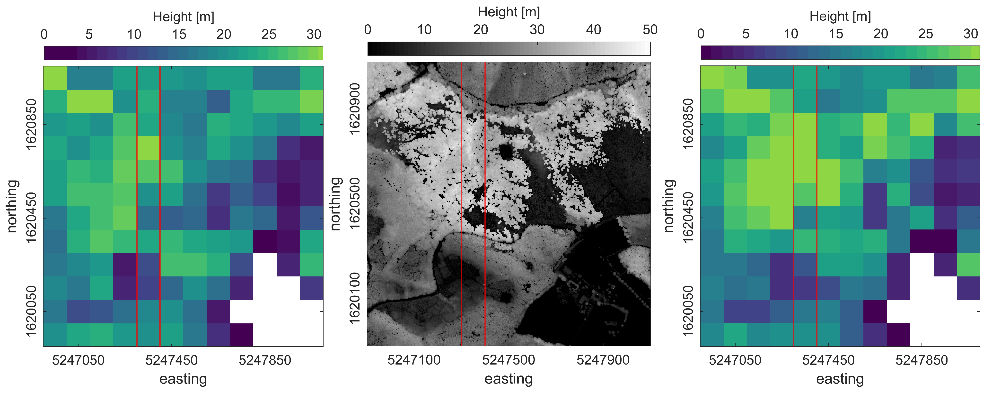 Height [m]
0 5 10 15 20 25 30
1620850
1620450
1620050
northing
5247050 5247450 5247850
easting
Height [m]
0 10 20 30 40 50
1620900
1620500
1620100
northing
5247100 5247500 5247900
easting
Height [m]
0 5 10 15 20 25 30
1620850
1620450
1620050
northing
5247050 5247450 5247850
easting